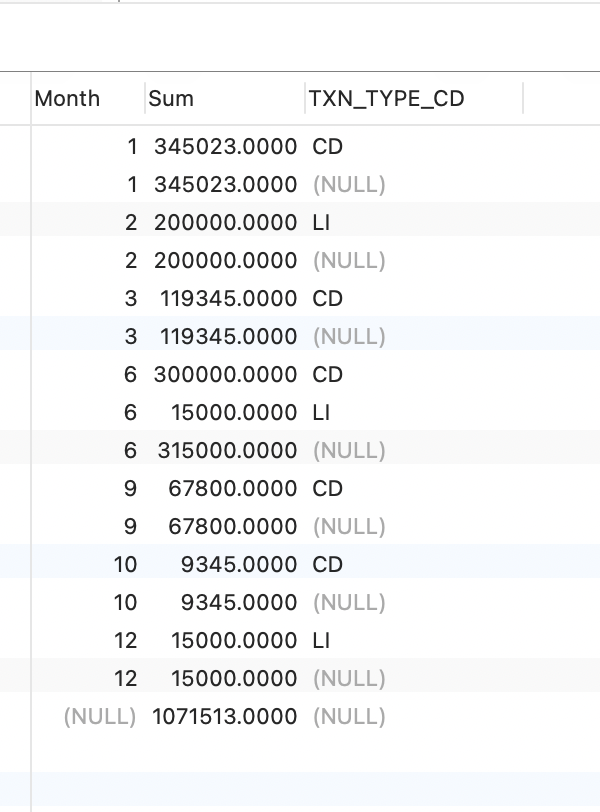 Month Sum TXN_TYPE_CD
1 345023.0000 CD
1 345023.0000 (NULL)
2 200000.0000 LI
2 200000.0000 (NULL)
3 119345.0000 CD
3 119345.0000 (NULL)
6 300000.0000 CD
6 15000.0000 LI
6 315000.0000 (NULL)
9 67800.0000 CD
9 67800.0000 (NULL)
10 9345.0000 CD
10 9345.0000 (NULL)
12 15000.0000 LI
12 15000.0000 (NULL)
(NULL) 1071513.0000 (NULL)